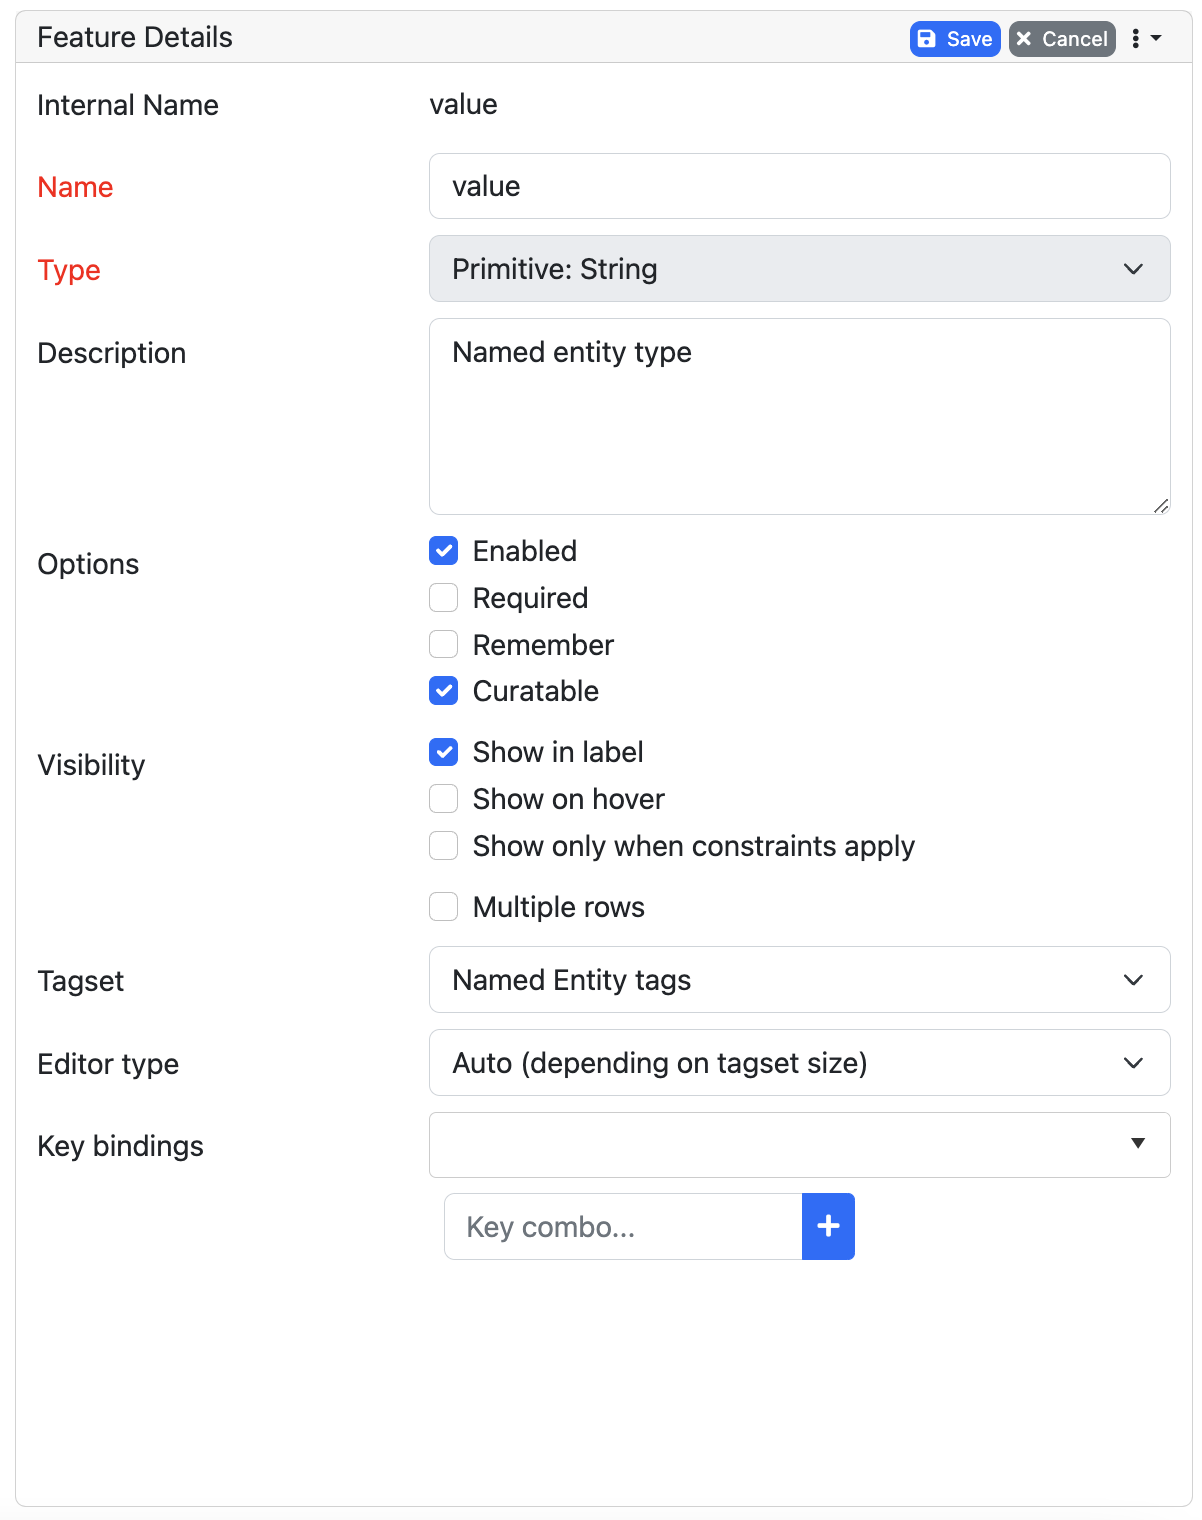 Feature Details
Save
Cancel
Internal Name
value
Name
value
Type
Primitive: String
Description
Named entity type
Options
Enabled
Required
Remember
Curatable
Visibility
Show in label
Show on hover
Show only when constraints apply
Multiple rows
Tagset
Named Entity tags
Editor type
Auto (depending on tagset size)
Key bindings
Key combo...